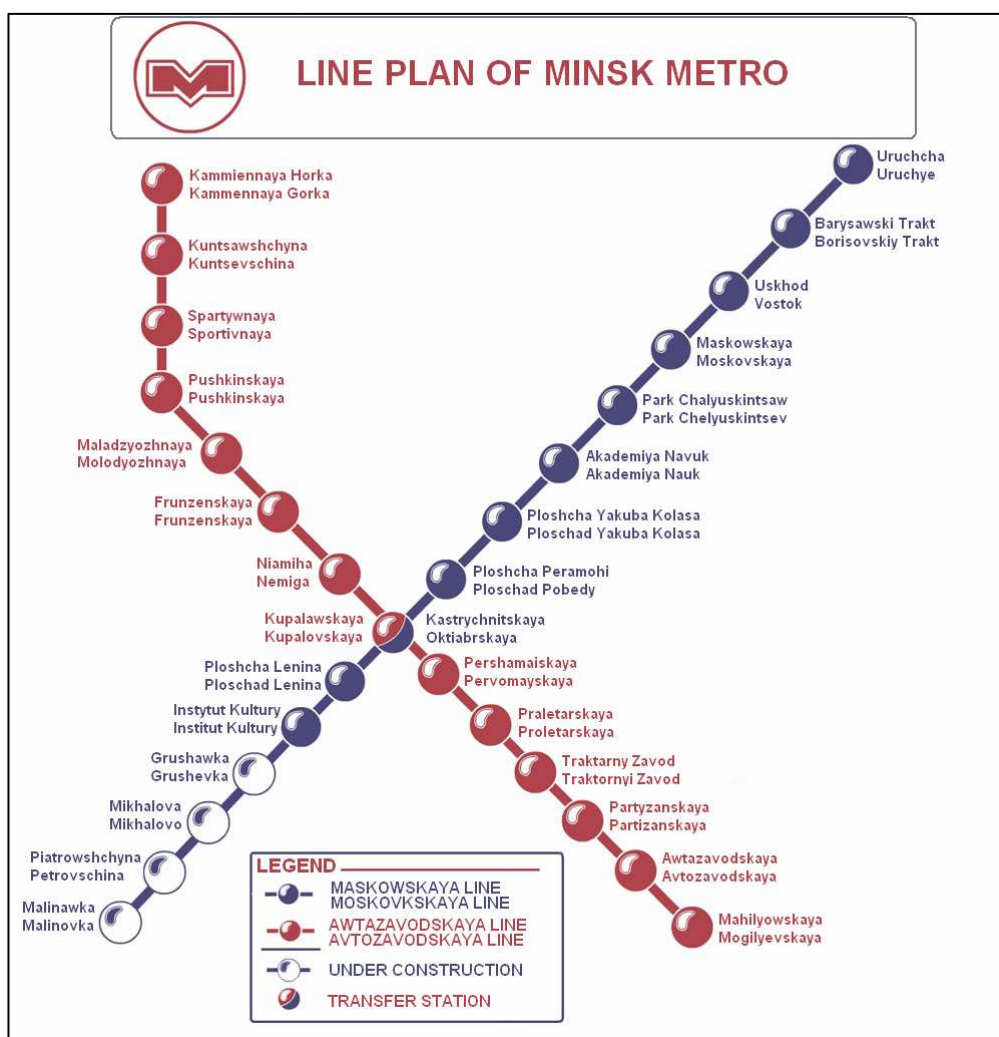 LINE PLAN OF MINSK METRO
Kammiennaya Horka
Kammennaya Gorka
Kuntsawshchyna
Kuntsevschina
Spartywnaya
Sportivnaya
Pushkinskaya
Pushkinskaya
Maladzyozhnaya
Molodyozhnaya
Frunzenskaya
Frunzenskaya
Niamiha
Nemiga
Kupalawskaya
Kupalovskaya
Uruchcha
Uruchye
Barysawski Trakt
Borisovskiy Trakt
Uskhod
Vostok
Maskowskaya
Moskovskaya
Park Chalyuskintsaw
Park Chelyuskintsev
Akademiya Navuk
Akademiya Nauk
Ploshcha Yakuba Kolasa
Ploschad Yakuba Kolasa
Ploshcha Peramohi
Ploschad Pobedy
Kastrychnitskaya
Oktiabrskaya
Ploshcha Lenina
Ploschad Lenina
Instytut Kultury
Institut Kultury
Grushawka
Grushevka
Mikhalova
Mikhalovo
Piatrowshchyna
Petrovschina
Malinawka
Malinovka
Pershamaiskaya
Pervomayskaya
Praletarskaya
Proletarskaya
Traktarny Zavod
Traktornyi Zavod
Partyzanskaya
Partizanskaya
Awtazavodskaya
Avtozavodskaya
Mahilyowskaya
Mogilyevskaya
LEGEND
MASKOWSKAYA LINE
MOSKOVKSKAYA LINE
AWTAZAVODSKAYA LINE
AVTOZAVODSKAYA LINE
UNDER CONSTRUCTION
TRANSFER STATION